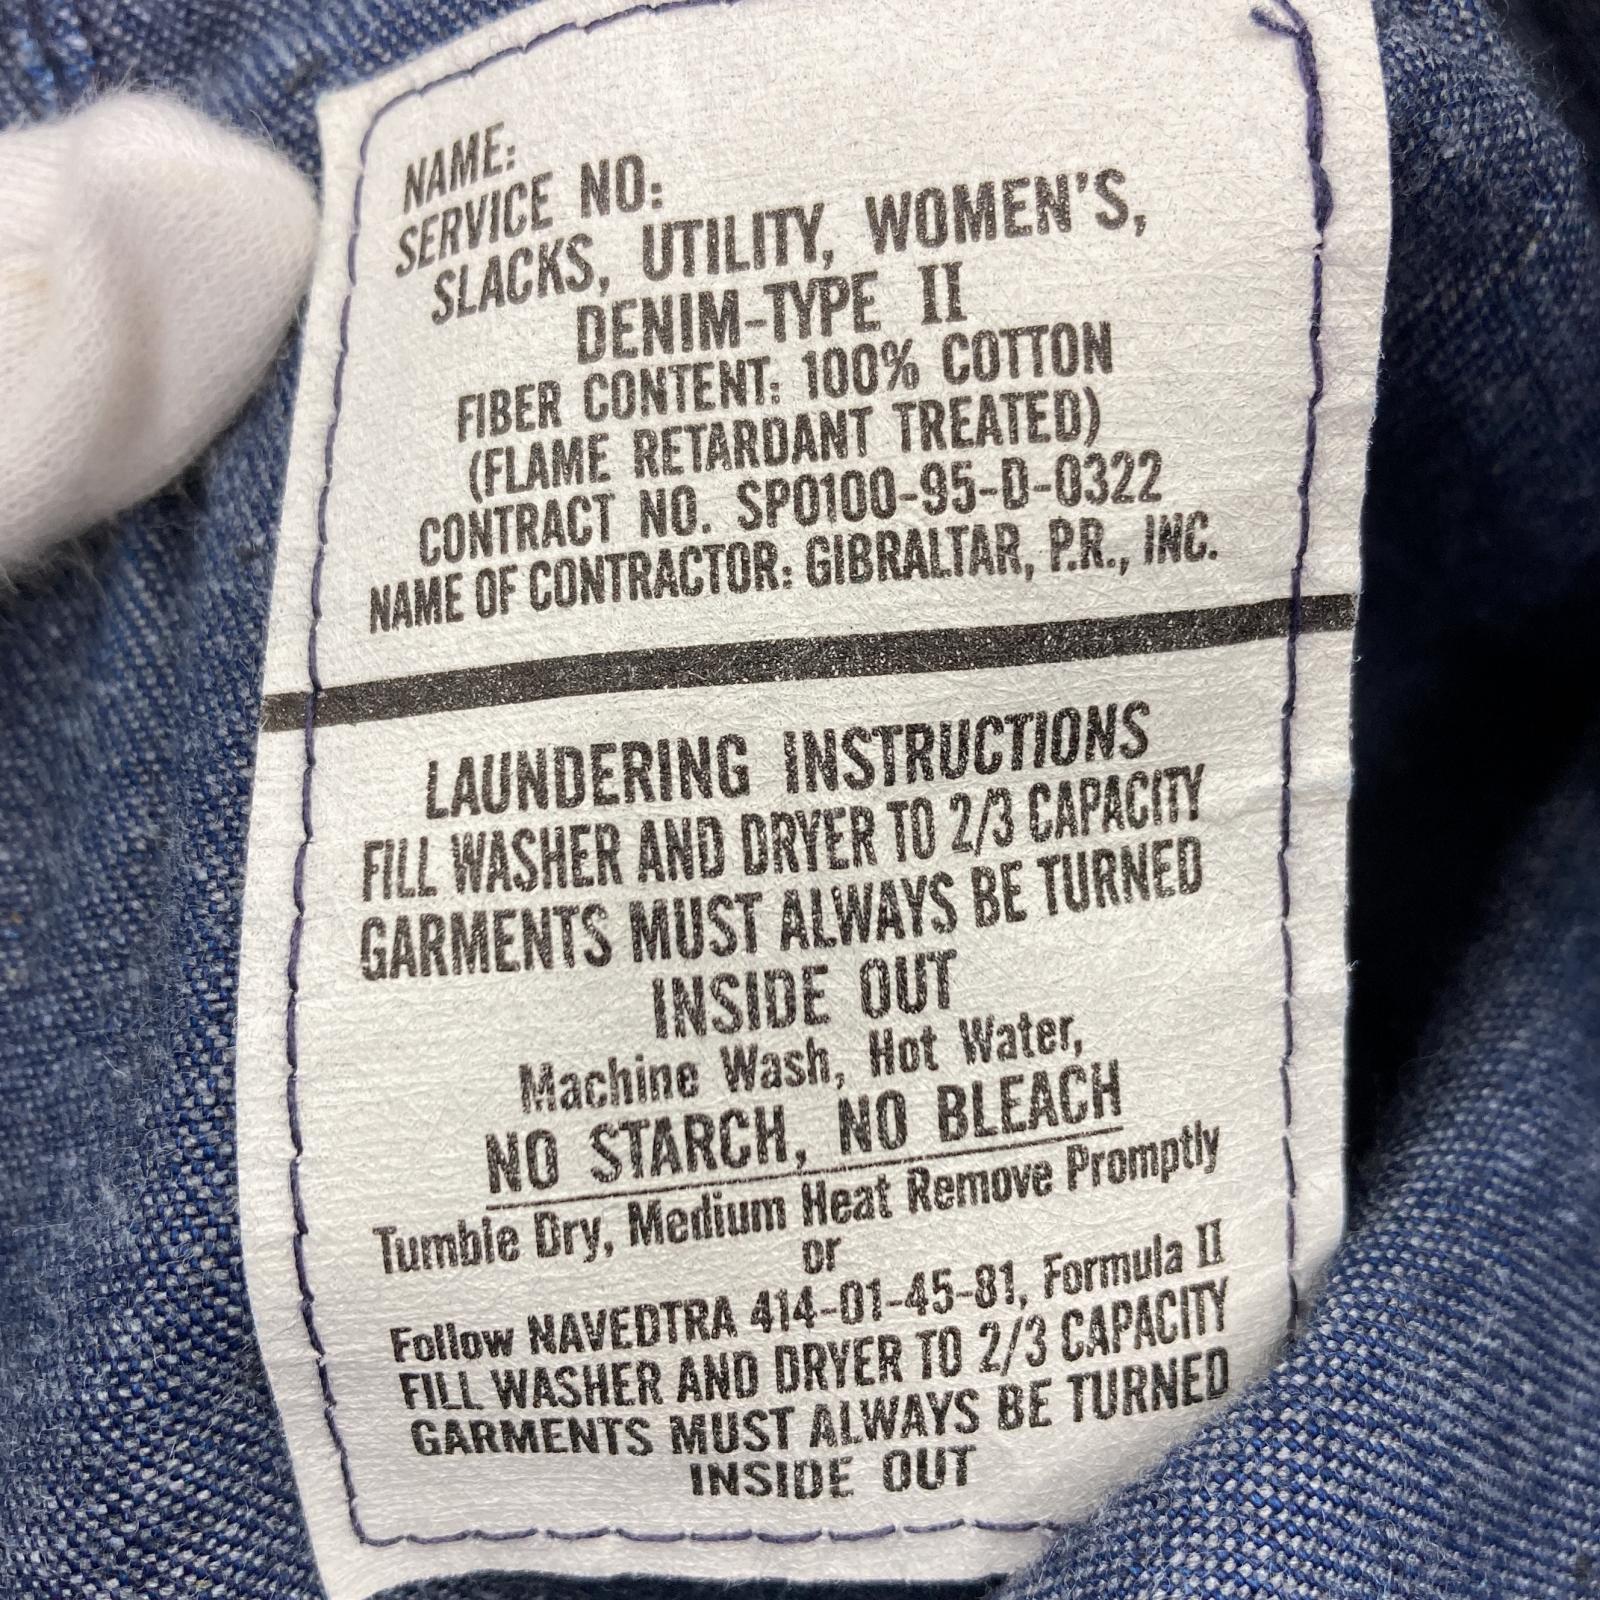 NAME:
SERVICE NO:
SLACKS, UTILITY, WOMEN'S,
DENIM-TYPE II
FIBER CONTENT: 100% COTTON
(FLAME RETARDANT TREATED)
CONTRACT NO. SP0100-95-D-0322
NAME OF CONTRACTOR: GIBRALTAR, P.R., INC.
LAUNDERING INSTRUCTIONS
FILL WASHER AND DRYER TO 2/3 CAPACITY
GARMENTS MUST ALWAYS BE TURNED
INSIDE OUT
Machine Wash, Hot Water,
NO STARCH, NO BLEACH
Tumble Dry, Medium Heat Remove Promptly
or
Follow NAVEDTRA 414-01-45-81, Formula II
FILL WASHER AND DRYER TO 2/3 CAPACITY
GARMENTS MUST ALWAYS BE TURNED
INSIDE OUT